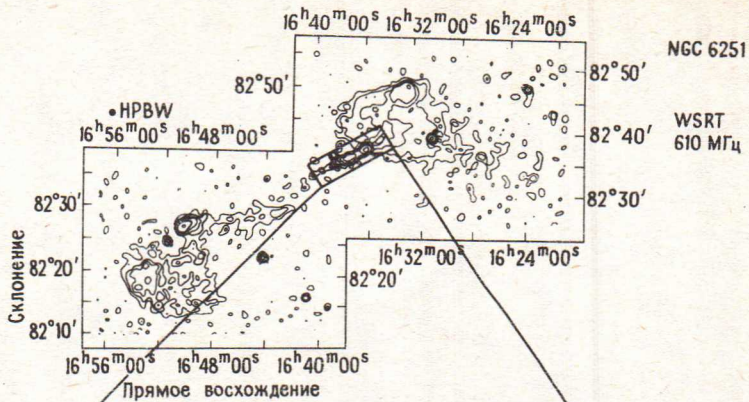 16ʰ40ᵐ00ˢ 16ʰ32ᵐ00ˢ 16ʰ24ᵐ00ˢ
NGC 6251
82°50′
82°50′
HPBW
16ʰ56ᵐ00ˢ 16ʰ48ᵐ00ˢ
WSRT
610 МГц
82°40′
82°30′
82°30′
82°20′
82°20′
82°10′
16ʰ32ᵐ00ˢ 16ʰ24ᵐ00ˢ
16ʰ56ᵐ00ˢ 16ʰ48ᵐ00ˢ 16ʰ40ᵐ00ˢ
Склонение
Прямое восхождение